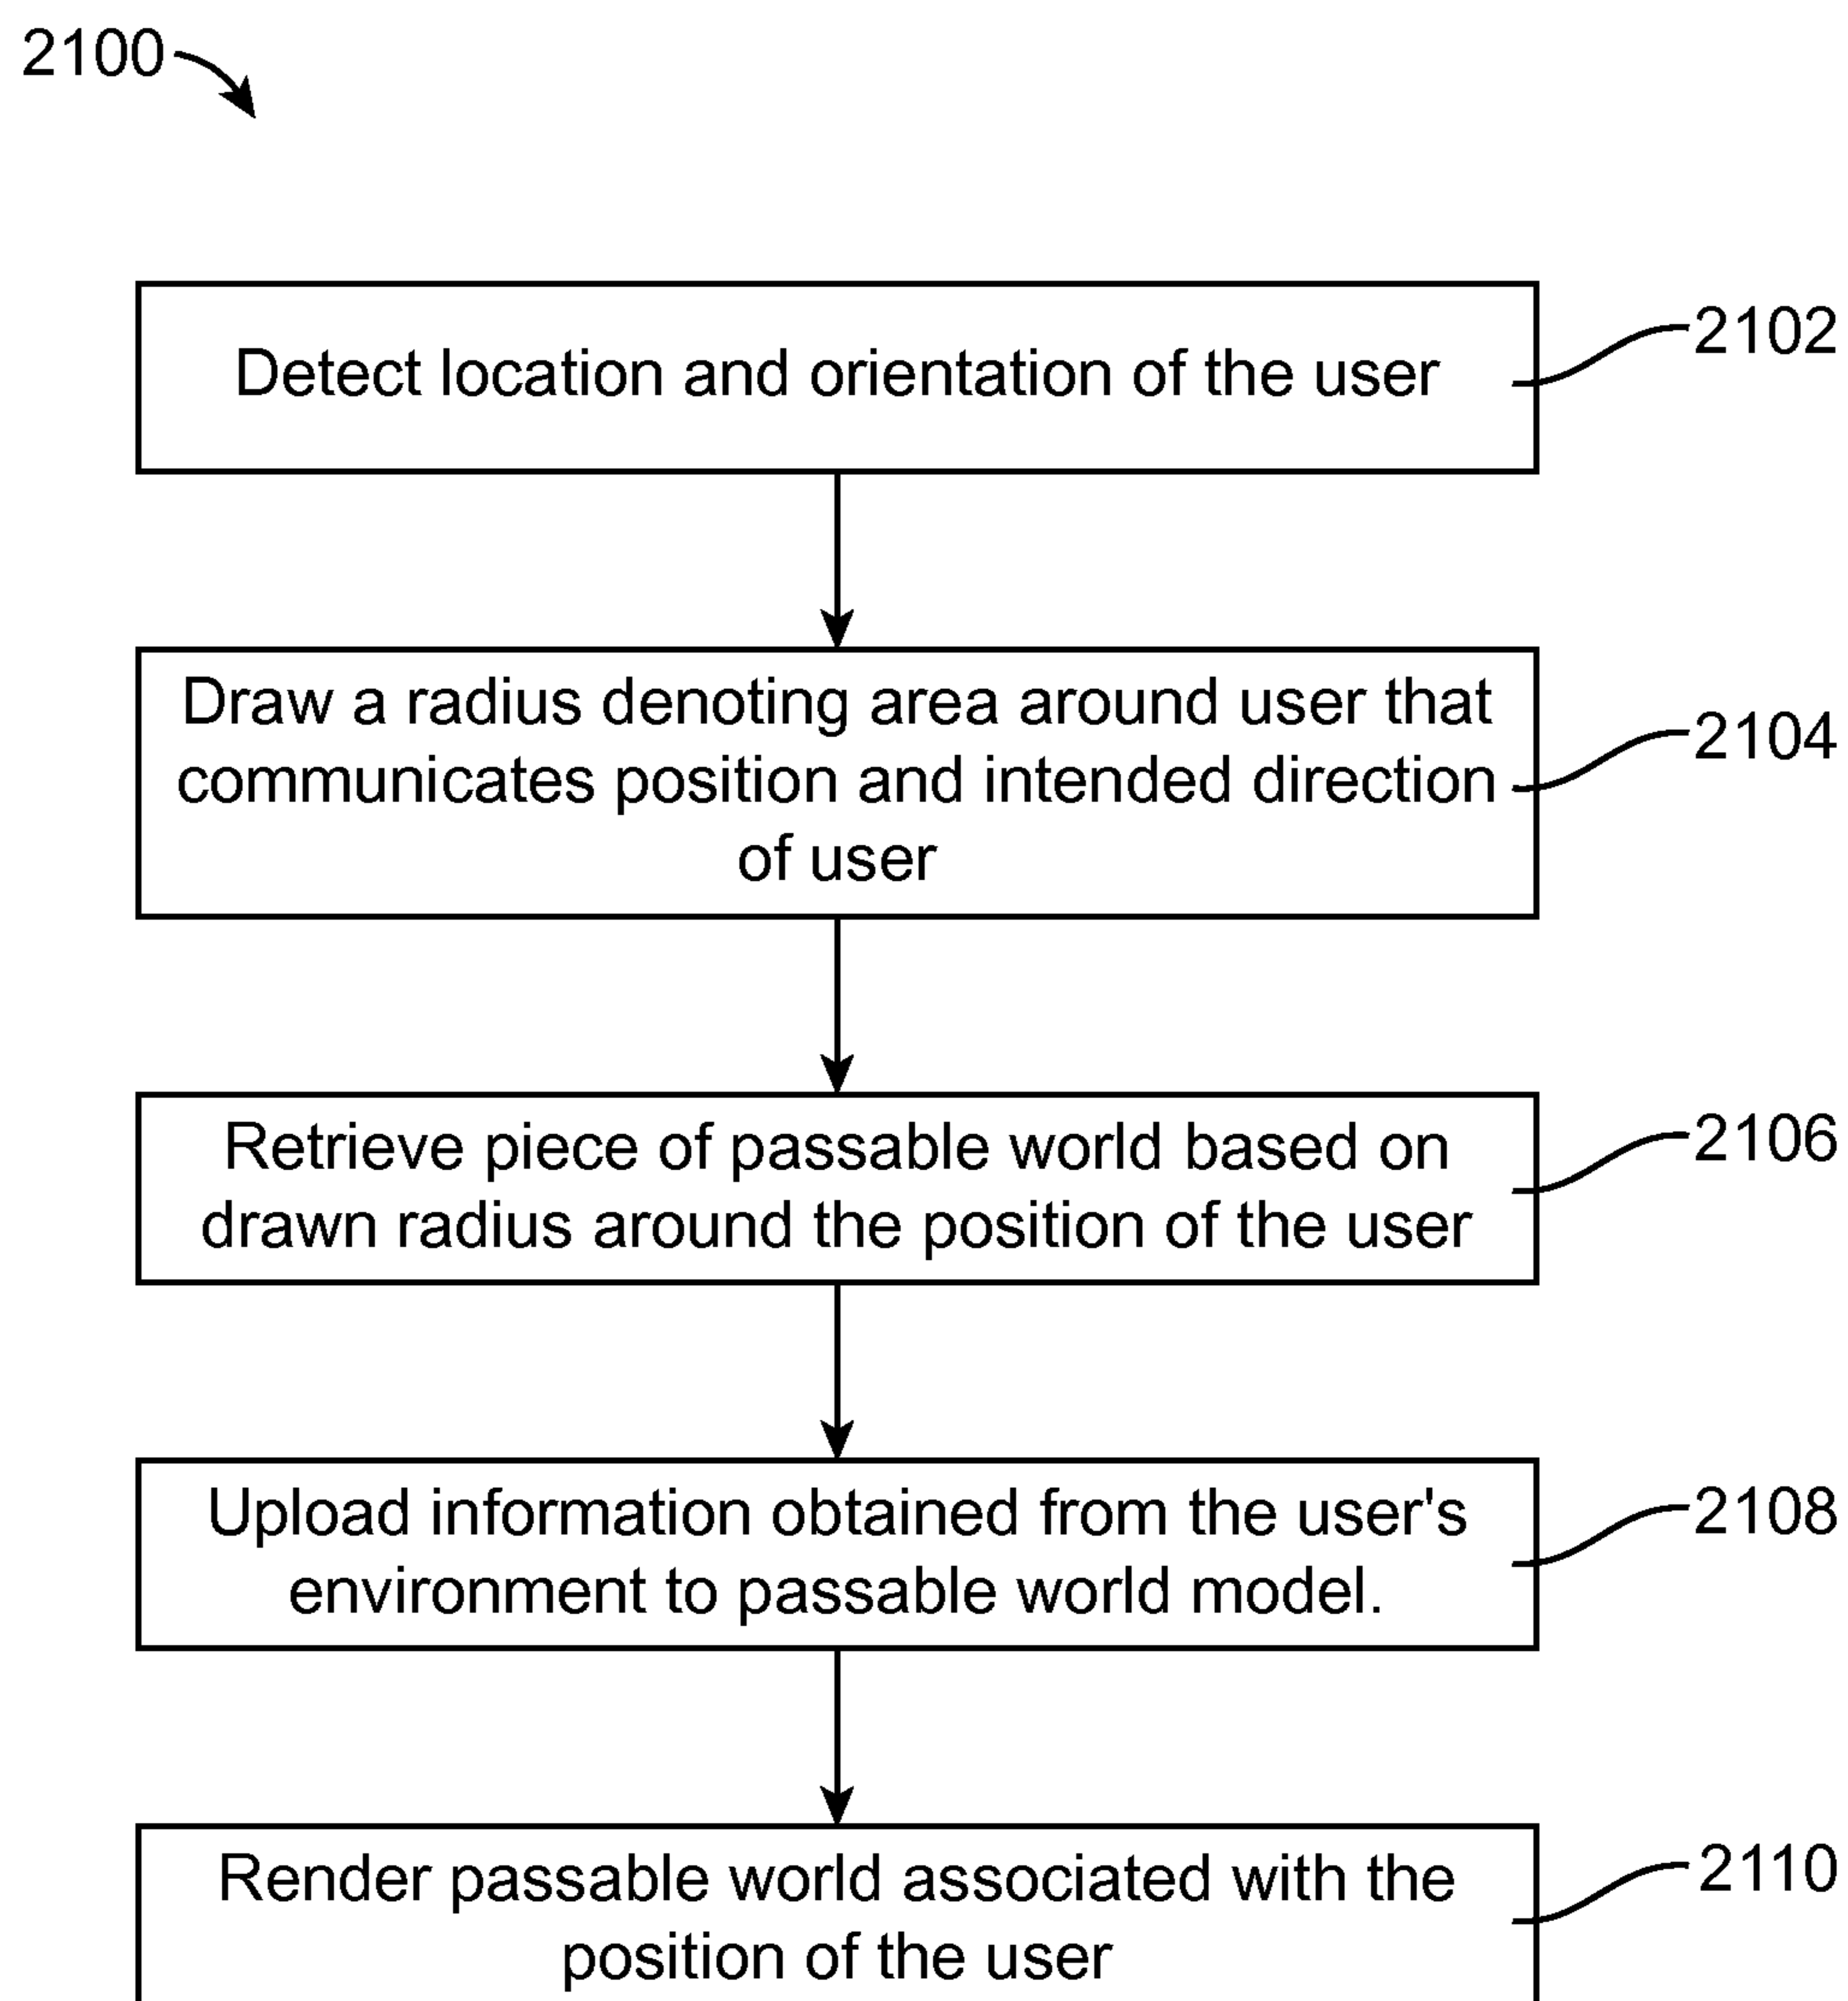 2100
Detect location and orientation of the user
2102
Draw a radius denoting area around user that
communicates position and intended direction
of user
2104
Retrieve piece of passable world based on
drawn radius around the position of the user
2106
Upload information obtained from the user's
environment to passable world model.
2108
Render passable world associated with the
position of the user
2110